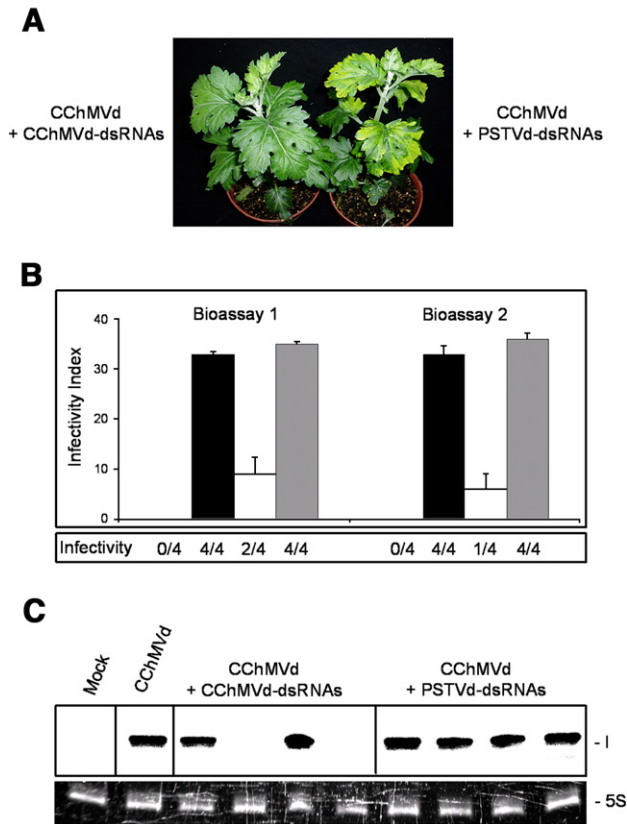 A
CChMVd
+ CChMVd-dsRNAs
CChMVd
+ PSTVd-dsRNAs
B
Bioassay 1
Bioassay 2
Infectivity Index
40
30
20
10
0
Infectivity 0/4 4/4 2/4 4/4 0/4 4/4 1/4 4/4
C
Mock
CChMVd
CChMVd
+ CChMVd-dsRNAs
CChMVd
+ PSTVd-dsRNAs
- I
- 5S